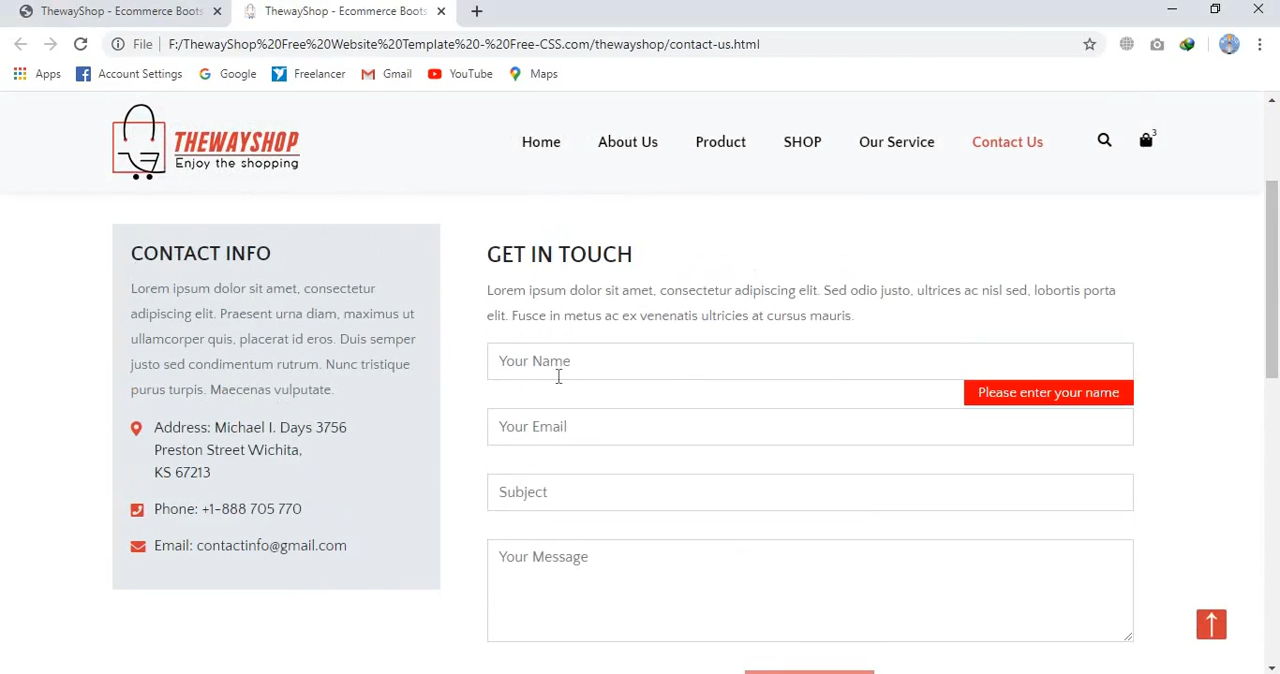 ThewayShop - Ecommerce Boots
ThewayShop - Ecommerce Boots
File
F:/ThewayShop%20Free%20Website%20Template%20-%20Free-CSS.com/thewayshop/contact-us.html
Apps
Account Settings
Google
Freelancer
Gmail
YouTube
Maps
THEWAYSHOP
Enjoy the shopping
Home
About Us
Product
SHOP
Our Service
Contact Us
3
CONTACT INFO
Lorem ipsum dolor sit amet, consectetur
adipiscing elit. Praesent urna diam, maximus ut
ullamcorper quis, placerat id eros. Duis semper
justo sed condimentum rutrum. Nunc tristique
purus turpis. Maecenas vulputate.
Address: Michael I. Days 3756
Preston Street Wichita,
KS 67213
Phone: +1-888 705 770
Email: contactinfo@gmail.com
GET IN TOUCH
Lorem ipsum dolor sit amet, consectetur adipiscing elit. Sed odio justo, ultrices ac nisl sed, lobortis porta
elit. Fusce in metus ac ex venenatis ultricies at cursus mauris.
Your Name
Please enter your name
Your Email
Subject
Your Message